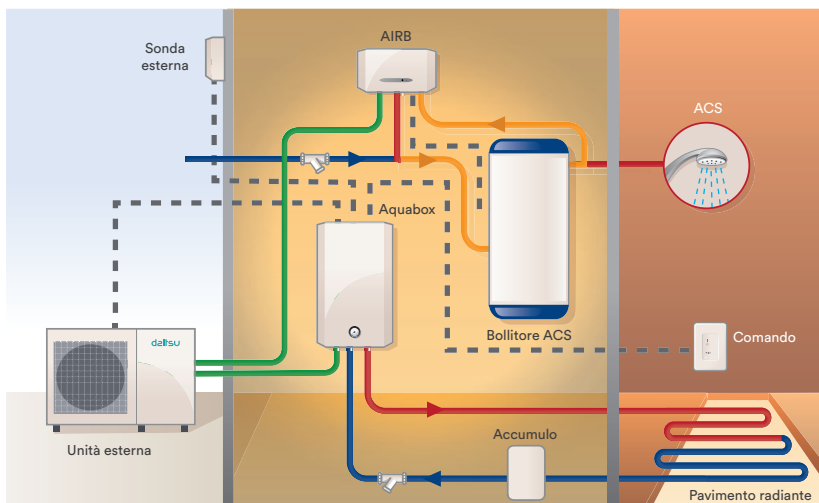 Sonda
esterna
AIRB
ACS
Aquabox
Bollitore ACS
Comando
daitsu
Unità esterna
Accumulo
Pavimento radiante